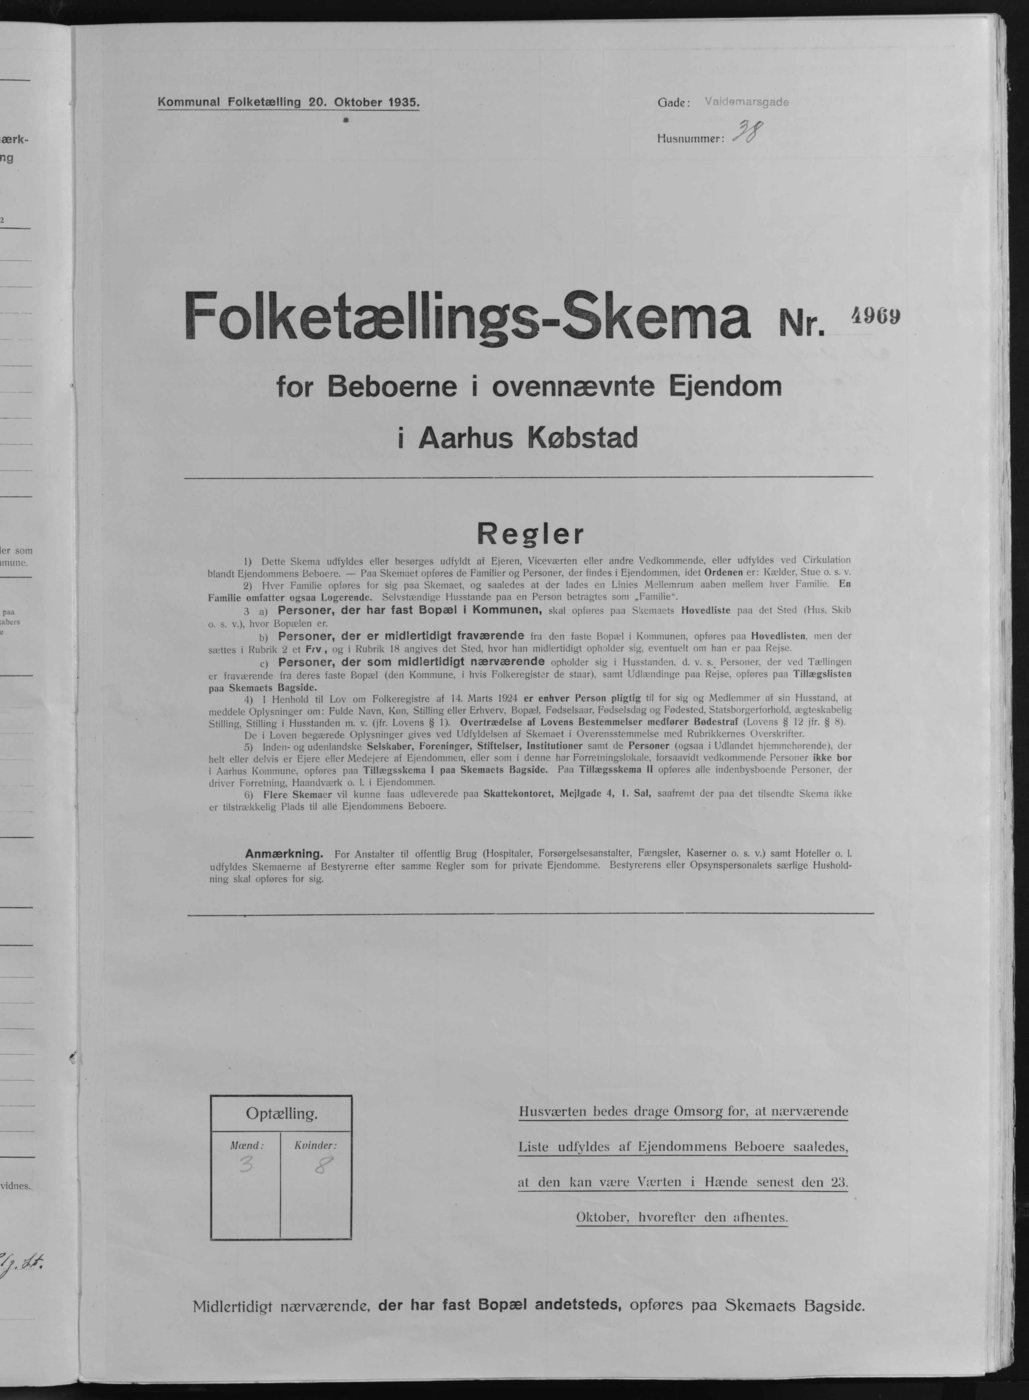 Kommunal Folketælling 20. Oktober 1935.
Gade: Valdemarsgade
Husnummer: 38
Folketællings-Skema Nr. 4969
for Beboerne i ovennævnte Ejendom
i Aarhus Købstad
Regler
1) Dette Skema udfyldes eller besørges udfyldt af Ejeren, Viceværten eller andre Vedkommende, eller udfyldes ved Cirkulation
blandt Ejendommens Beboere. — Paa Skemaet opføres de Familier og Personer, der findes i Ejendommen, idet Ordenen er: Kælder, Stue o. s. v.
2) Hver Familie opføres for sig paa Skemaet, og saaledes at der lades en Linies Mellemrum aaben mellem hver Familie. En
Familie omfatter ogsaa Logerende. Selvstændige Husstande paa en Person betragtes som „Familie“.
3 a) Personer, der har fast Bopæl i Kommunen, skal opføres paa Skemaets Hovedliste paa det Sted (Hus, Skib
o. s. v.), hvor Bopælen er.
b) Personer, der er midlertidigt fraværende fra den faste Bopæl i Kommunen, opføres paa Hovedlisten, men der
sættes i Rubrik 2 et Frv., og i Rubrik 18 angives det Sted, hvor han midlertidigt opholder sig, eventuelt om han er paa Rejse.
c) Personer, der som midlertidigt nærværende opholder sig i Husstanden, d. v. s. Personer, der ved Tællingen
er fraværende fra deres faste Bopæl (den Kommune, i hvis Folkeregister de staar), samt Udlændinge paa Rejse, opføres paa Tillægslisten
paa Skemaets Bagside.
4) I Henhold til Lov om Folkeregistre af 14. Marts 1924 er enhver Person pligtig til for sig og Medlemmer af sin Husstand, at
meddele Oplysninger om: Fulde Navn, Køn, Stilling eller Erhverv, Bopæl, Fødselsaar, Fødselsdag og Fødested, Statsborgerforhold, ægteskabelig
Stilling, Stilling i Husstanden m. v. (jfr. Lovens § 1). Overtrædelse af Lovens Bestemmelser medfører Bødestraf (Lovens § 12 jfr. § 8).
De i Loven begærede Oplysninger gives ved Udfyldelsen af Skemaet i Overensstemmelse med Rubrikkernes Overskrifter.
5) Inden- og udenlandske Selskaber, Foreninger, Stiftelser, Institutioner samt de Personer (ogsaa i Udlandet hjemmehørende), der
helt eller delvis er Ejere eller Medejere af Ejendommen, eller som i denne har Forretningslokale, forsaavidt vedkommende Personer ikke bor
i Aarhus Kommune, opføres paa Tillægsskema I paa Skemaets Bagside. Paa Tillægsskema II opføres alle indenbysboende Personer, der
driver Forretning, Haandværk o. l. i Ejendommen.
6) Flere Skemaer vil kunne faas udleverede paa Skattekontoret, Mejlgade 4, 1. Sal, saafremt der paa det tilsendte Skema ikke
er tilstrækkelig Plads til alle Ejendommens Beboere.
Anmærkning. For Anstalter til offentlig Brug (Hospitaler, Forsørgelsesanstalter, Fængsler, Kaserner o. s. v.) samt Hoteller o. l.
udfyldes Skemaerne af Bestyrerne efter samme Regler som for private Ejendomme. Bestyrerens eller Opsynspersonalets særlige Hushold-
ning skal opføres for sig.
Optælling.
Mænd: Kvinder:
3 8
Husværten bedes drage Omsorg for, at nærværende
Liste udfyldes af Ejendommens Beboere saaledes,
at den kan være Værten i Hænde senest den 23.
Oktober, hvorefter den afhentes.
Midlertidigt nærværende, der har fast Bopæl andetsteds, opføres paa Skemaets Bagside.